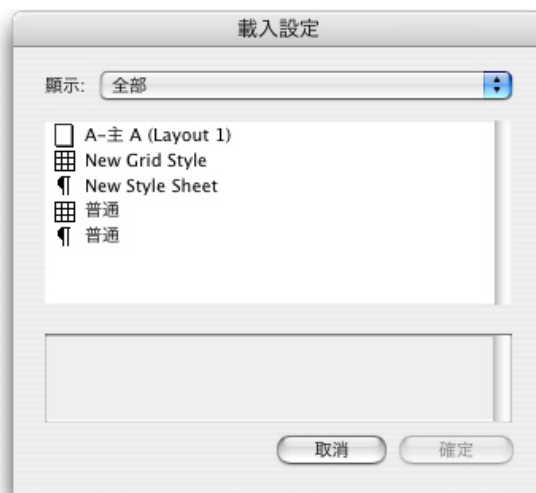 載入設定
顯示: 全部
A-主 A (Layout 1)
New Grid Style
¶ New Style Sheet
普通
¶ 普通
取消 確定